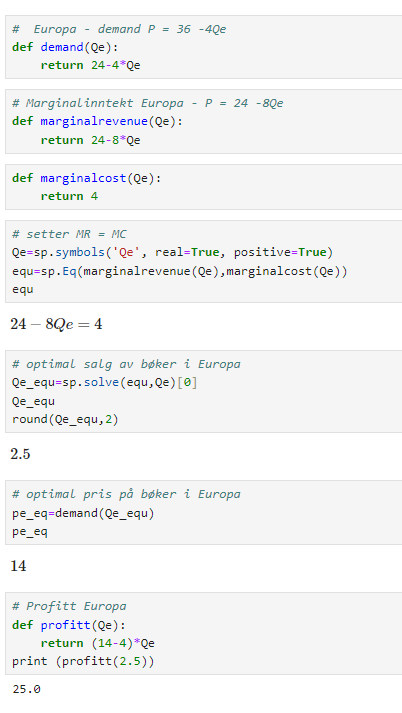 #  Europa - demand P = 36 -4Qe
def demand(Qe):
    return 24-4*Qe
# Marginalinntekt Europa - P = 24 -8Qe
def marginalrevenue(Qe):
    return 24-8*Qe
def marginalcost(Qe):
    return 4
# setter MR = MC
Qe=sp.symbols('Qe', real=True, positive=True)
equ=sp.Eq(marginalrevenue(Qe),marginalcost(Qe))
equ
24 − 8Qe = 4
# optimal salg av bøker i Europa
Qe_equ=sp.solve(equ,Qe)[0]
Qe_equ
round(Qe_equ,2)
2.5
# optimal pris på bøker i Europa
pe_eq=demand(Qe_equ)
pe_eq
14
# Profitt Europa
def profitt(Qe):
    return (14-4)*Qe
print (profitt(2.5))
25.0